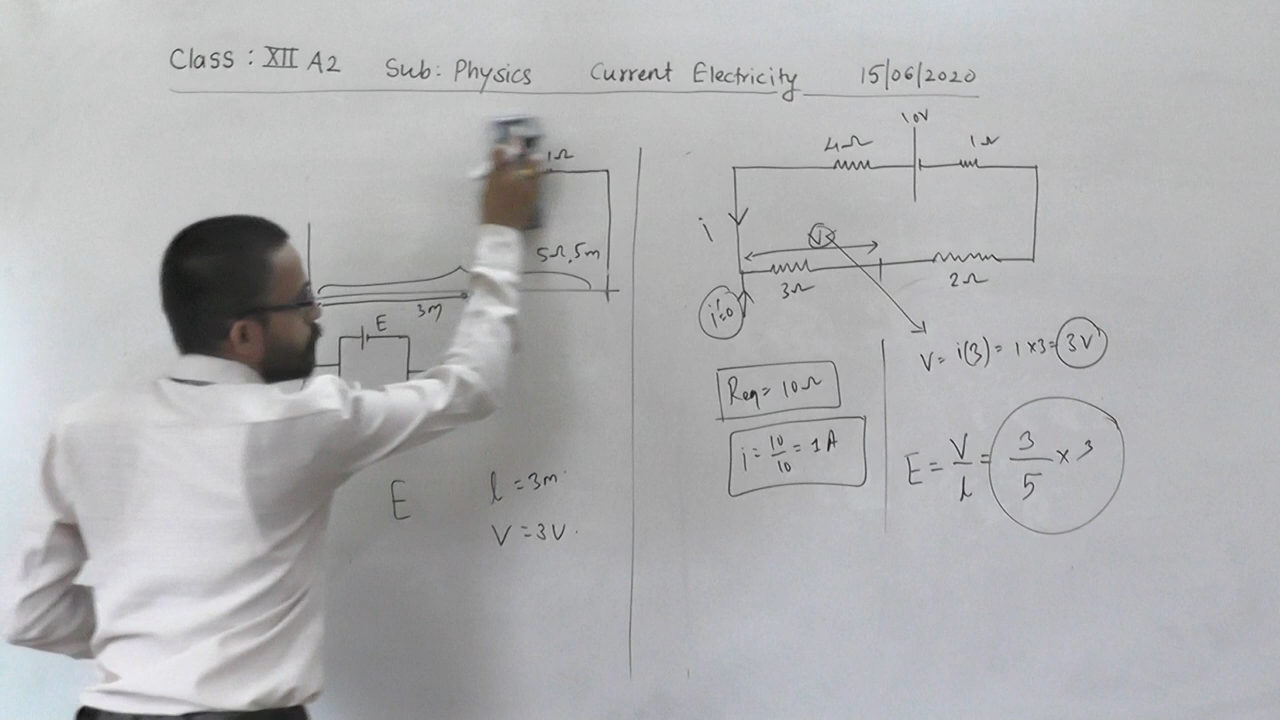 Class : XII A2 Sub: Physics Current Electricity 15/06/2020
1Ω
5Ω, 5m
3m
E
E
l = 3m
V = 3V.
10V
4Ω
1Ω
i
V
3Ω
2Ω
i'=0
Req = 10Ω
i = 10/10 = 1A
V = i(3) = 1 x 3 = 3V
E = V/l = 3/5 x 3